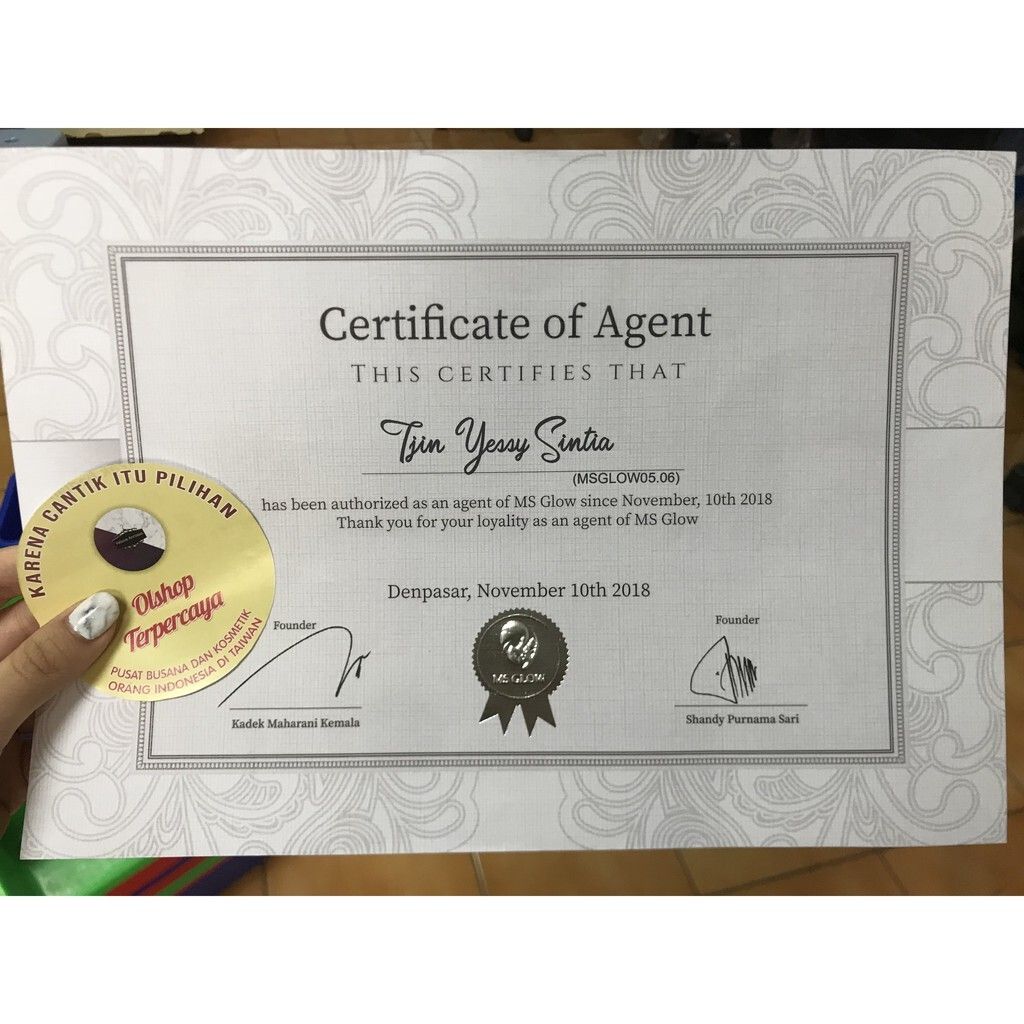 Certificate of Agent
THIS CERTIFIES THAT
Tjin Yessy Sintia
(MSGLOW05.06)
has been authorized as an agent of MS Glow since November, 10th 2018
Thank you for your loyality as an agent of MS Glow
Denpasar, November 10th 2018
Founder
Kadek Maharani Kemala
MS GLOW
Founder
Shandy Purnama Sari
KARENA CANTIK ITU PILIHAN
Olshop
Terpercaya
PUSAT BUSANA DAN KOSMETIK
ORANG INDONESIA DI TAIWAN